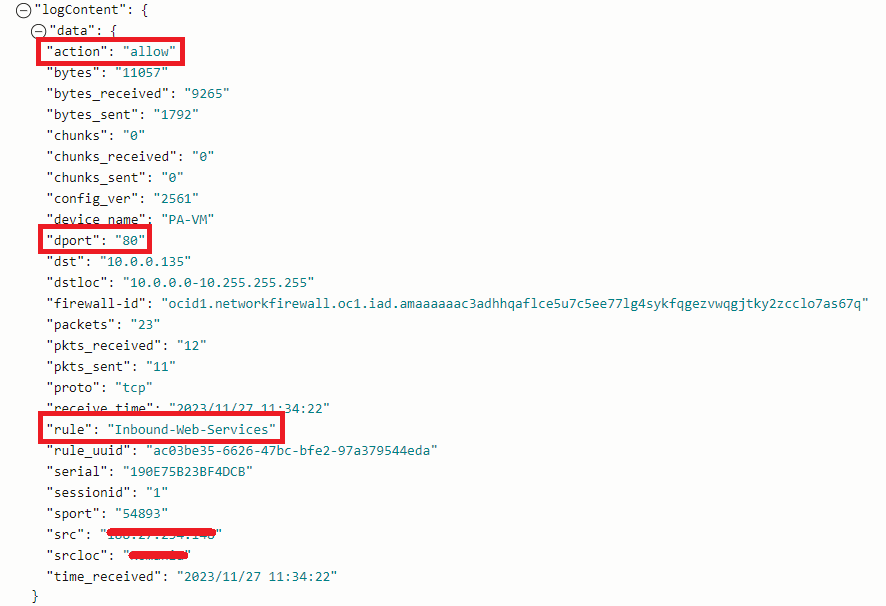 "logContent": {
"data": {
"action": "allow"
"bytes": "11057"
"bytes_received": "9265"
"bytes_sent": "1792"
"chunks": "0"
"chunks_received": "0"
"chunks_sent": "0"
"config_ver": "2561"
"device_name": "PA-VM"
"dport": "80"
"dst": "10.0.0.135"
"dstloc": "10.0.0.0-10.255.255.255"
"firewall-id": "ocid1.networkfirewall.oc1.iad.amaaaaaac3adhhqaflce5u7c5ee77lg4sykfqgezvwqgjtky2zcclo7as67q"
"packets": "23"
"pkts_received": "12"
"pkts_sent": "11"
"proto": "tcp"
"receive_time": "2023/11/27 11:34:22"
"rule": "Inbound-Web-Services"
"rule_uuid": "ac03be35-6626-47bc-bfe2-97a379544eda"
"serial": "190E75B23BF4DCB"
"sessionid": "1"
"sport": "54893"
"src": "
"srcloc": "
"time_received": "2023/11/27 11:34:22"
}